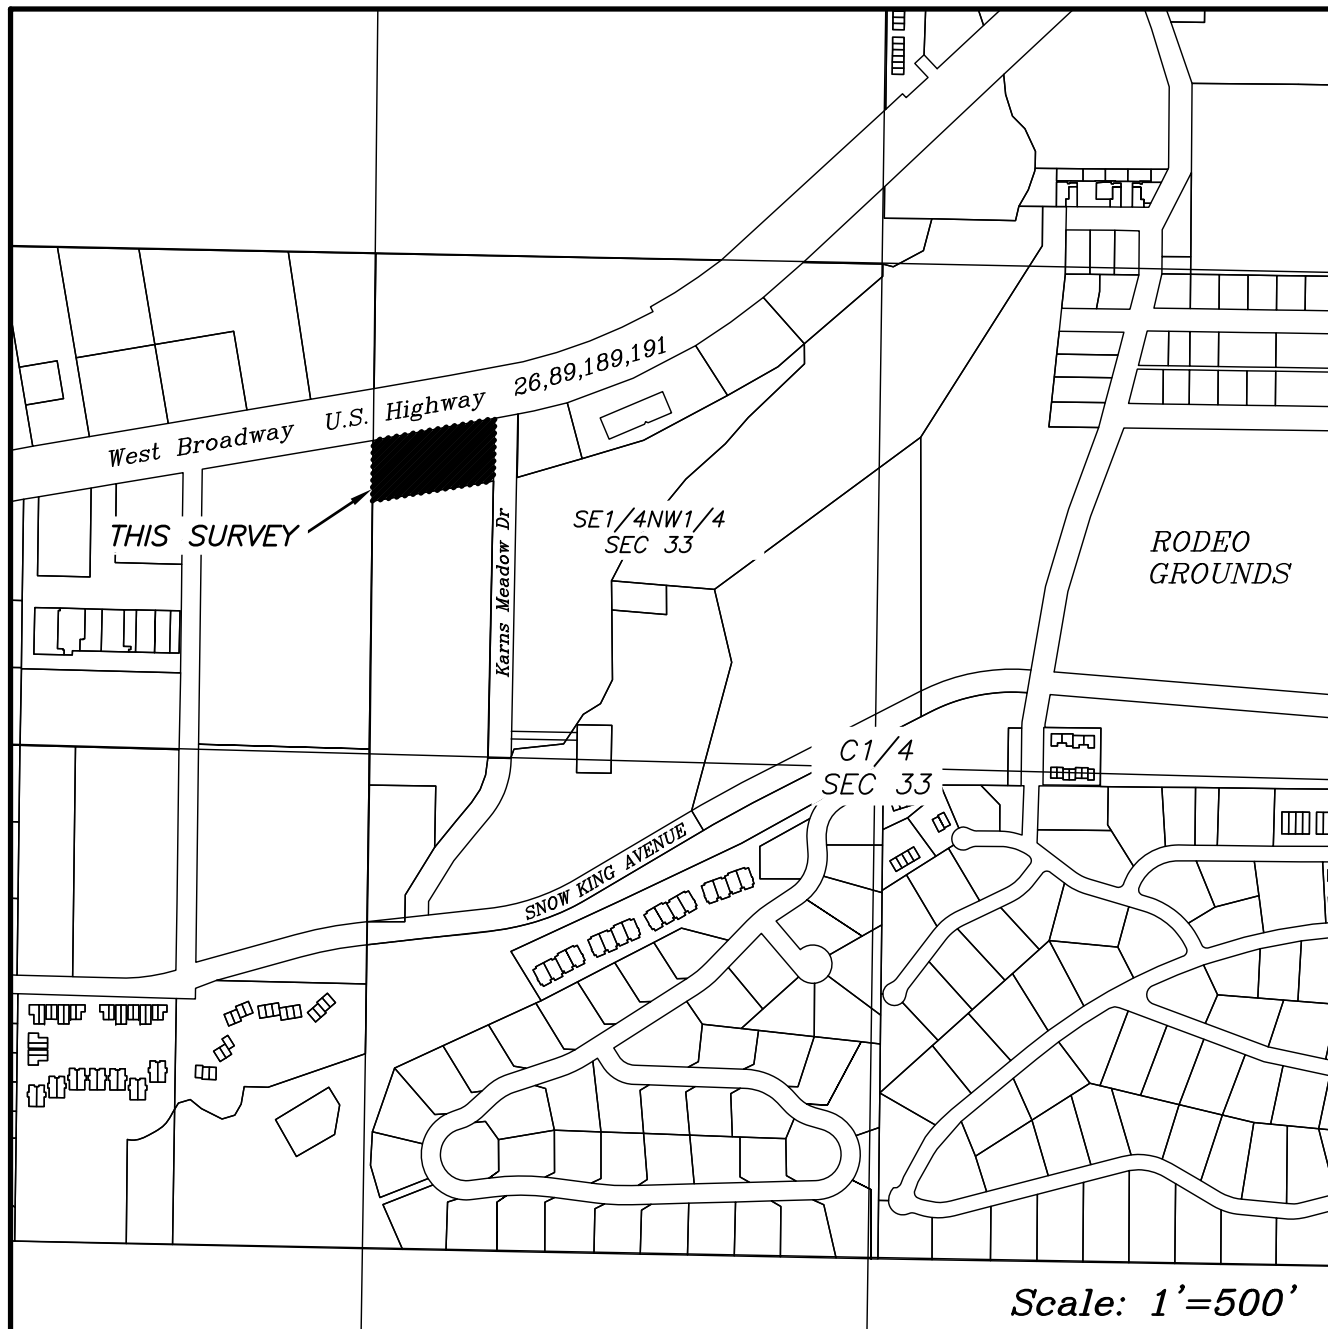 West Broadway U.S. Highway 26,89,189,191
THIS SURVEY
Karns Meadow Dr
SE1/4NW1/4
SEC 33
RODEO
GROUNDS
C1/4
SEC 33
SNOW KING AVENUE
Scale: 1'=500'